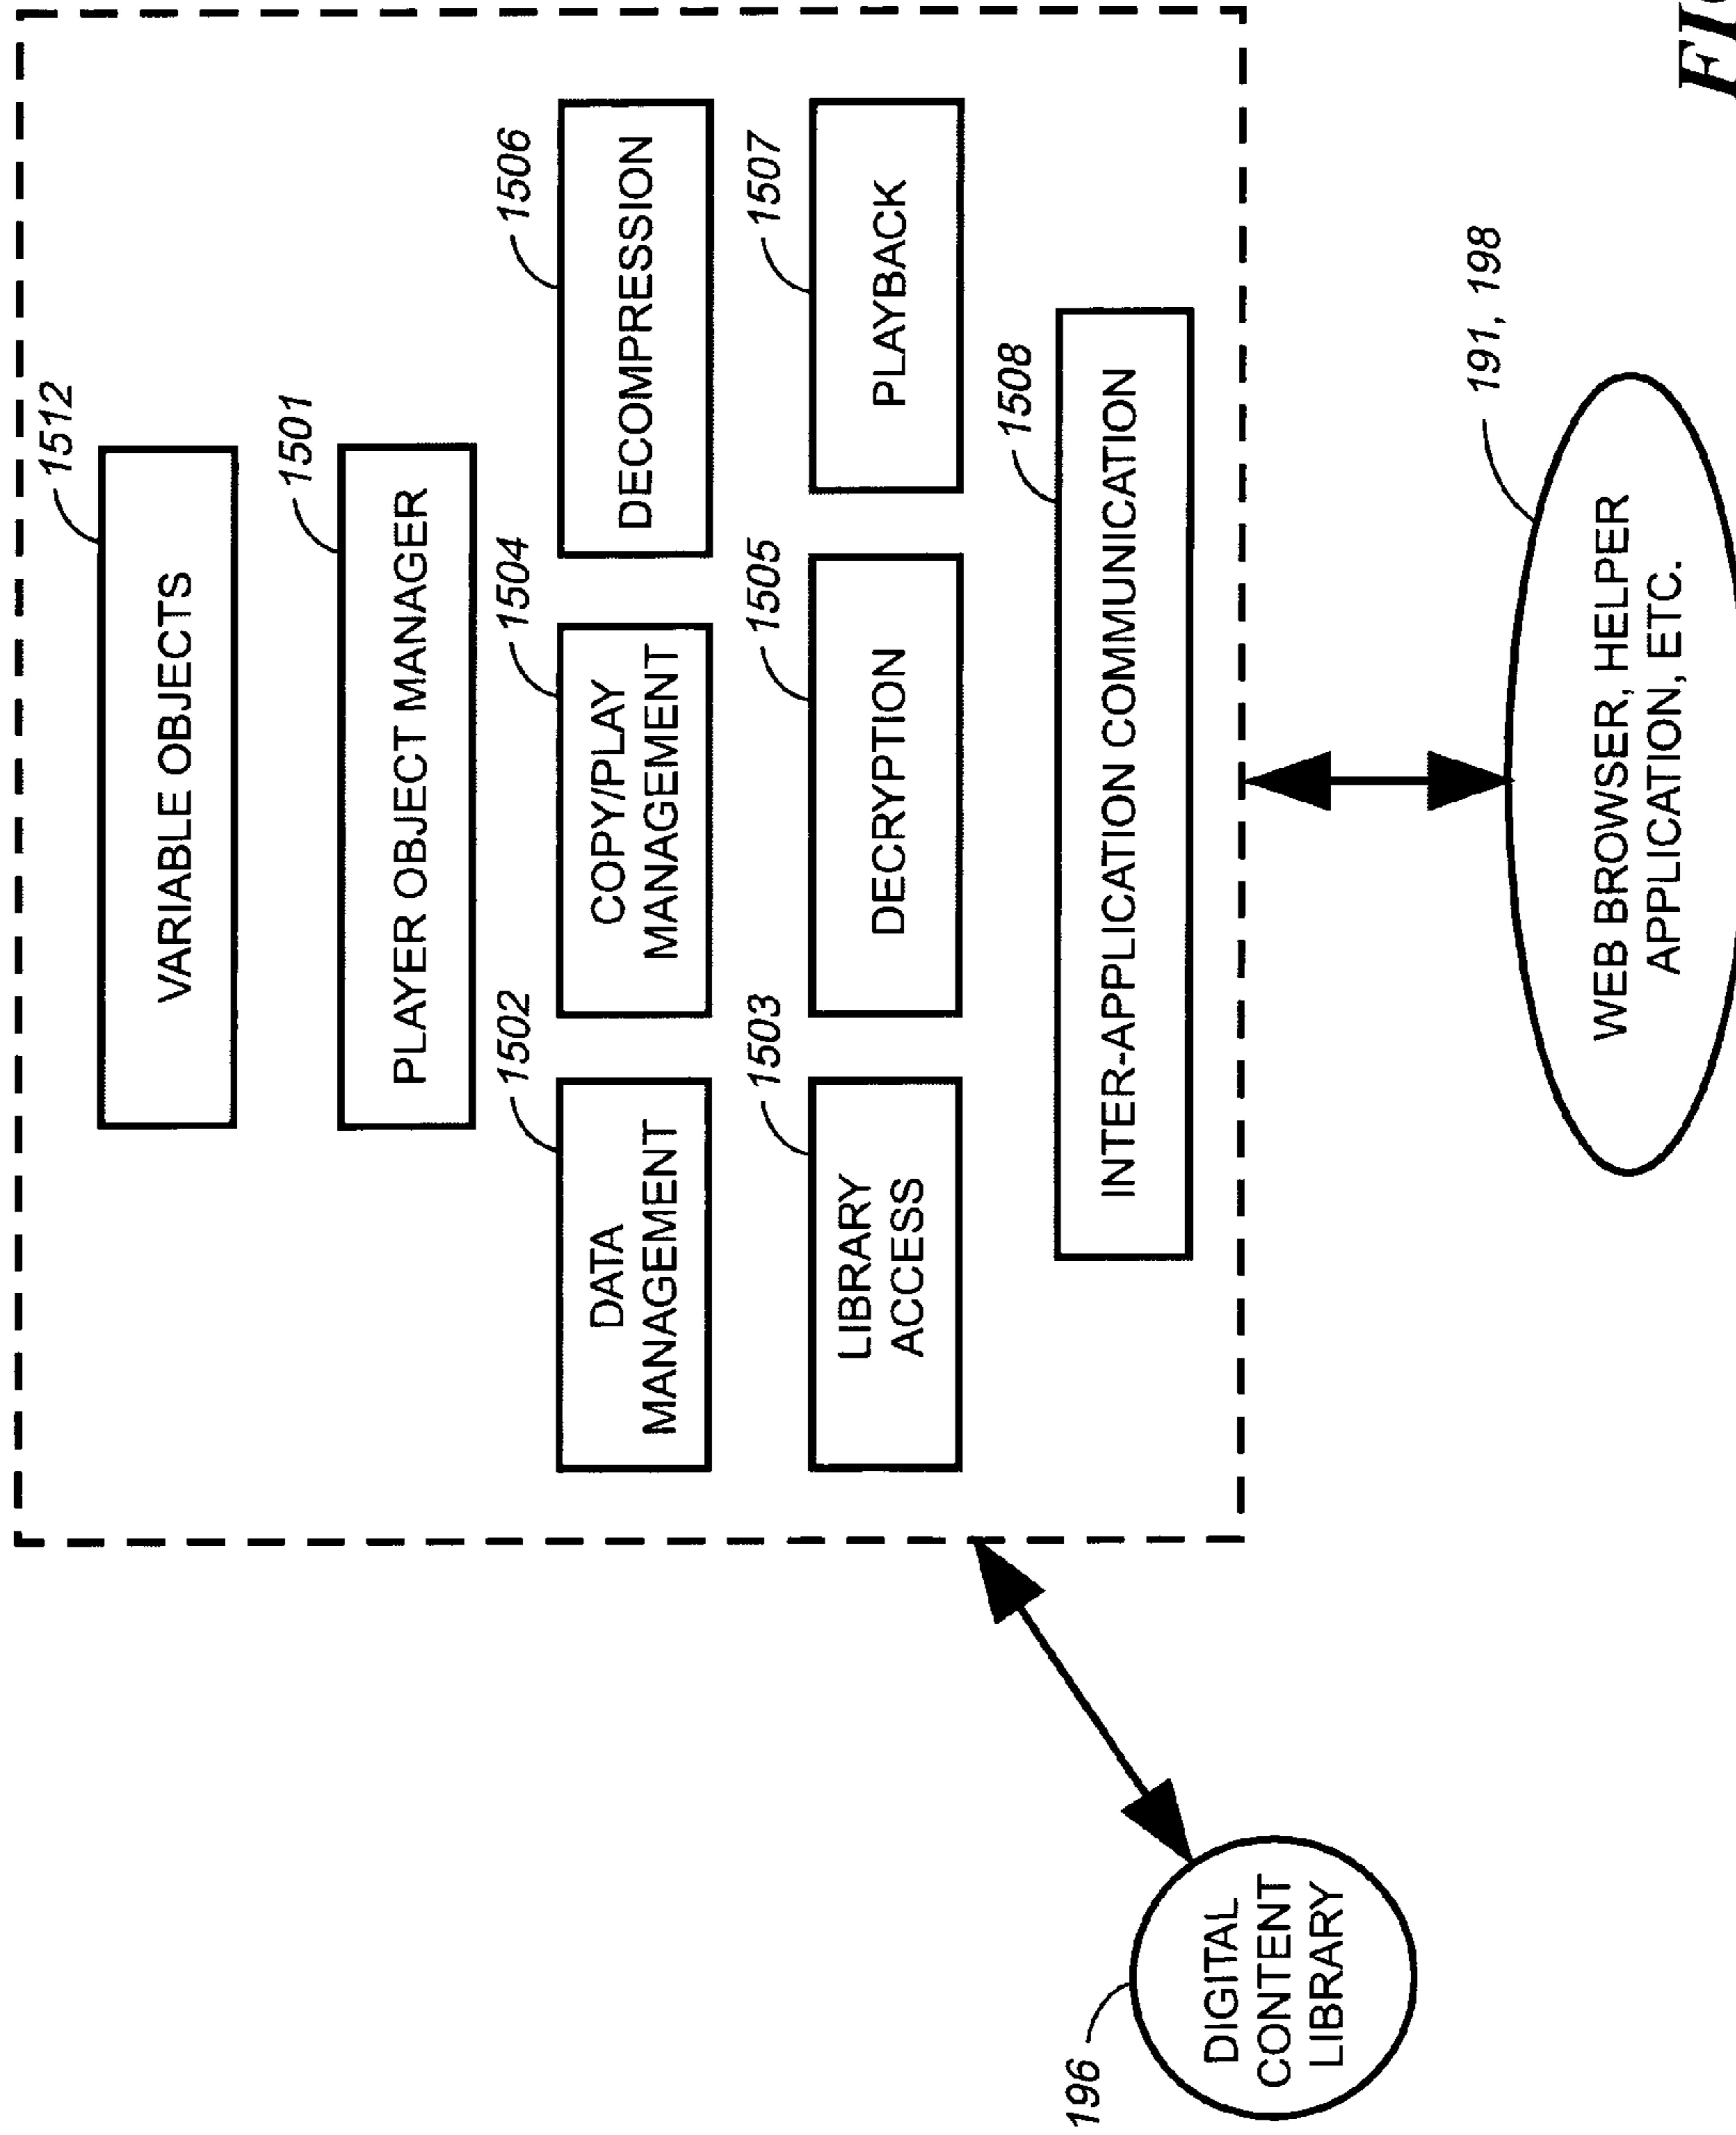 1512
VARIABLE OBJECTS
1501
PLAYER OBJECT MANAGER
1502
DATA
MANAGEMENT
1504
COPY/PLAY
MANAGEMENT
1506
DECOMPRESSION
1503
LIBRARY
ACCESS
1505
DECRYPTION
1507
PLAYBACK
1508
INTER-APPLICATION COMMUNICATION
196
DIGITAL
CONTENT
LIBRARY
191, 198
WEB BROWSER, HELPER
APPLICATION, ETC.